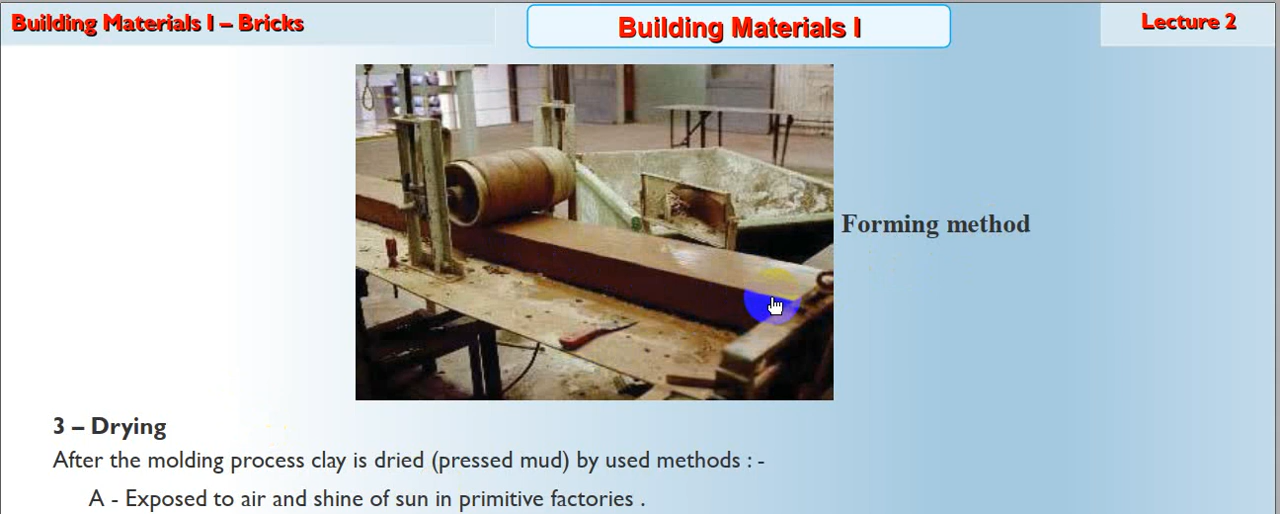 Building Materials I – Bricks
Building Materials I
Lecture 2
Forming method
3 – Drying
After the molding process clay is dried (pressed mud) by used methods : -
A - Exposed to air and shine of sun in primitive factories .